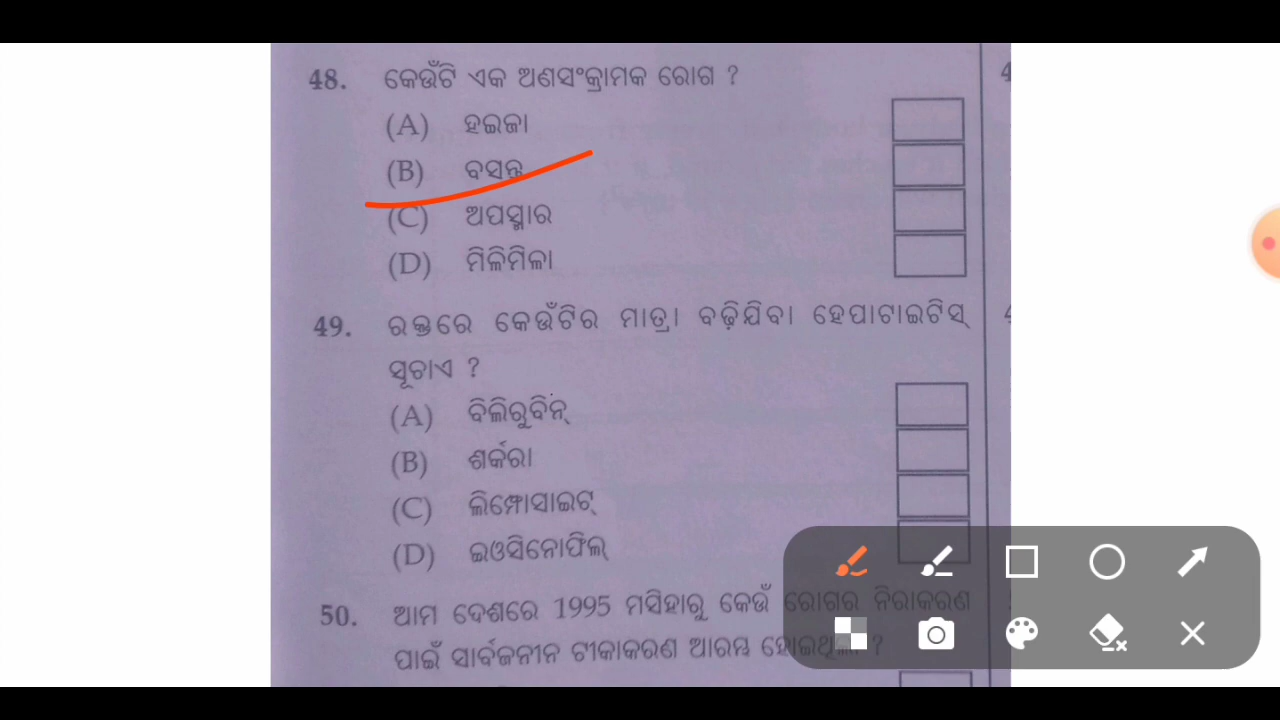 48. କେଉଁଟି ଏକ ଅଣସଂକ୍ରାମକ ରୋଗ ?
(A) ହଇଜା
(B) ବସନ୍ତ
(C) ଅପସ୍ମାର
(D) ମିଳିମିଳା
49. ରକ୍ତରେ କେଉଁଟିର ମାତ୍ରା ବଢ଼ିଯିବା ହେପାଟାଇଟିସ୍
ସୂଚାଏ ?
(A) ବିଲିରୁବିନ୍
(B) ଶର୍କରା
(C) ଲିମ୍ଫୋସାଇଟ୍
(D) ଇଓସିନୋଫିଲ୍
50. ଆମ ଦେଶରେ 1995 ମସିହାରୁ କେଉଁ ରୋଗର ନିରାକରଣ
ପାଇଁ ସାର୍ବଜନୀନ ଟୀକାକରଣ ଆରମ୍ଭ ହୋଇଥିଲା ?